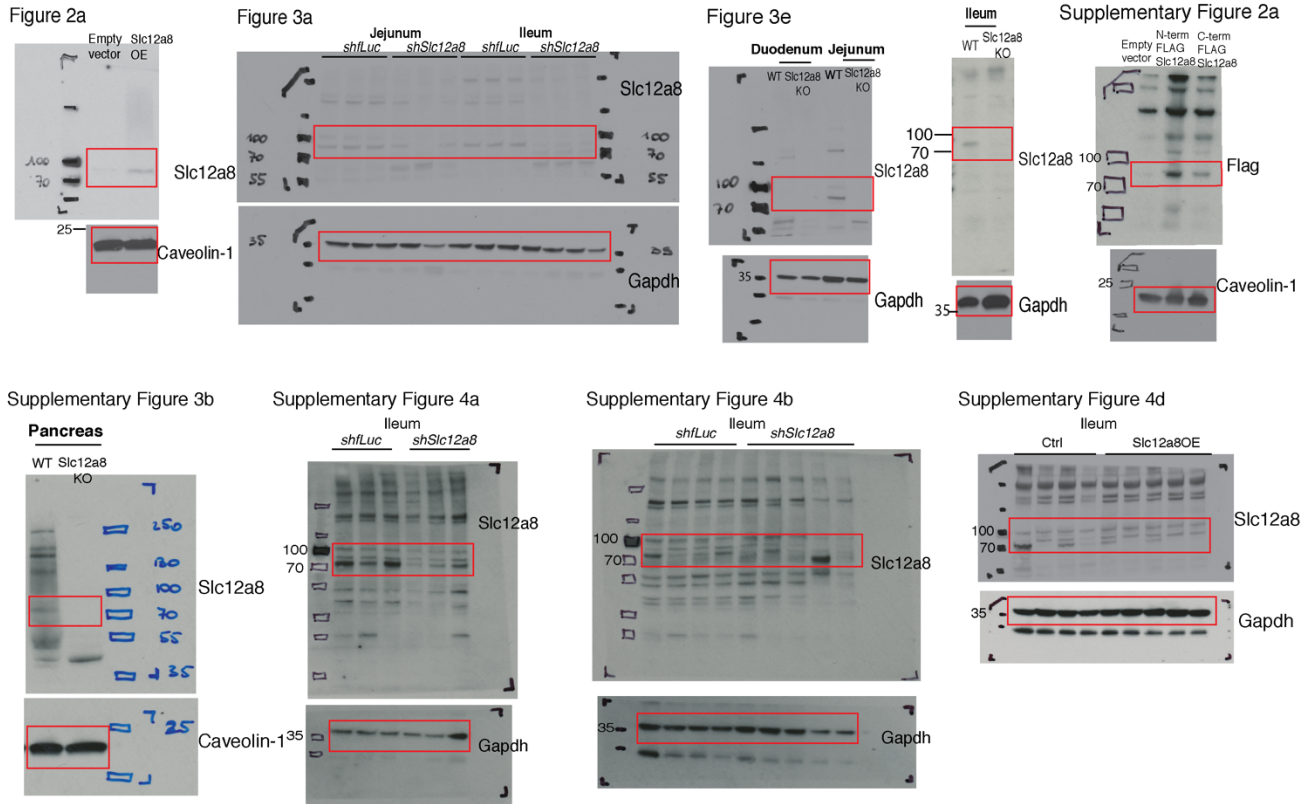 Figure 2a
Empty vector
Slc12a8 OE
100
70
Slc12a8
25
Caveolin-1
Figure 3a
Jejunum Ileum
shfLuc shSlc12a8 shfLuc shSlc12a8
Slc12a8
100 100
70 70
55 55
35 35
Gapdh
Figure 3e
Duodenum Jejunum
WT Slc12a8 KO WT Slc12a8 KO
Slc12a8
100
70
35
Gapdh
Ileum
WT Slc12a8 KO
100
70
Slc12a8
35
Gapdh
Supplementary Figure 2a
Empty vector
N-term FLAG Slc12a8
C-term FLAG Slc12a8
100
70
Flag
25
Caveolin-1
Supplementary Figure 3b
Pancreas
WT Slc12a8 KO
250
130
100
70
55
35
Slc12a8
25
Caveolin-1
Supplementary Figure 4a
Ileum
shfLuc shSlc12a8
Slc12a8
100
70
35
Gapdh
Supplementary Figure 4b
Ileum
shfLuc shSlc12a8
100
70
Slc12a8
35
Gapdh
Supplementary Figure 4d
Ileum
Ctrl Slc12a8OE
Slc12a8
100
70
35
Gapdh